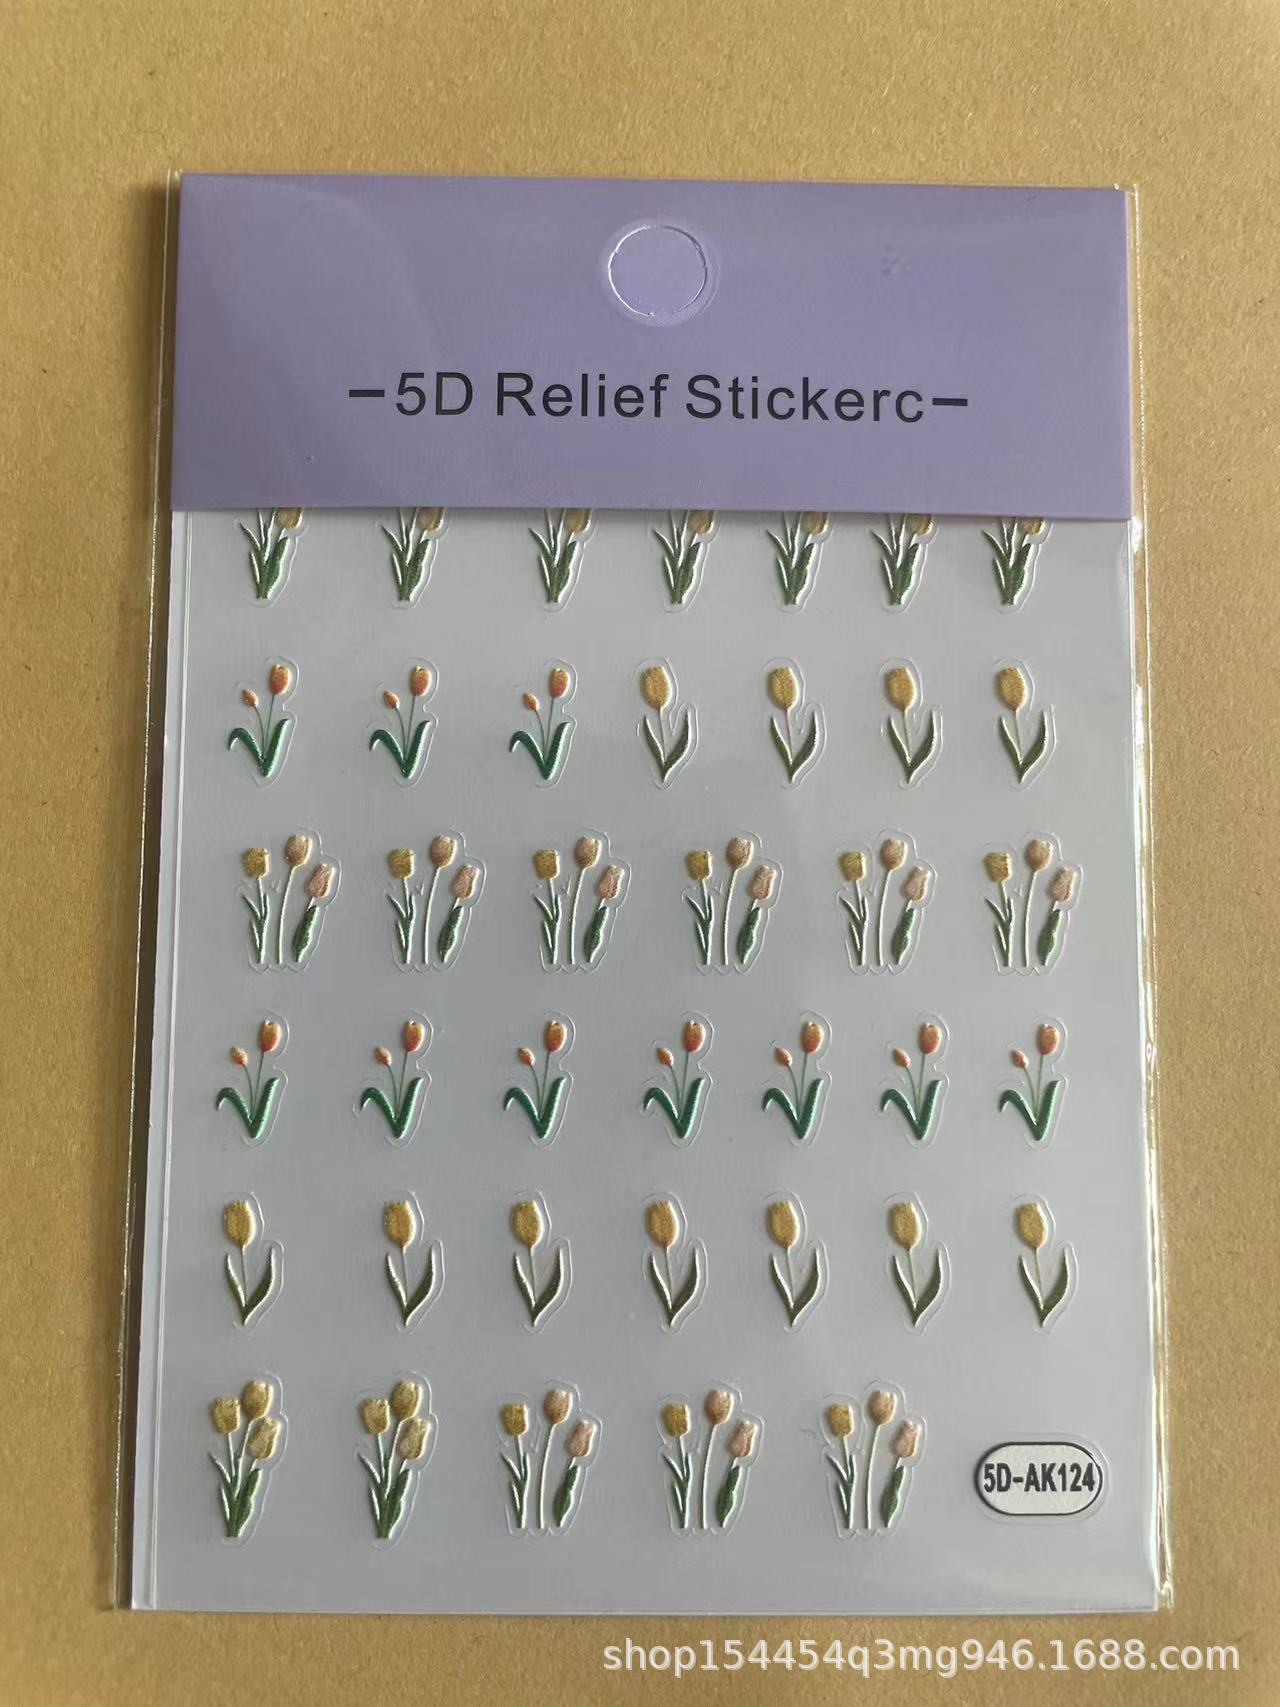 -5D Relief Stickerc-
5D-AK124
shop154454q3mg946.1688.com